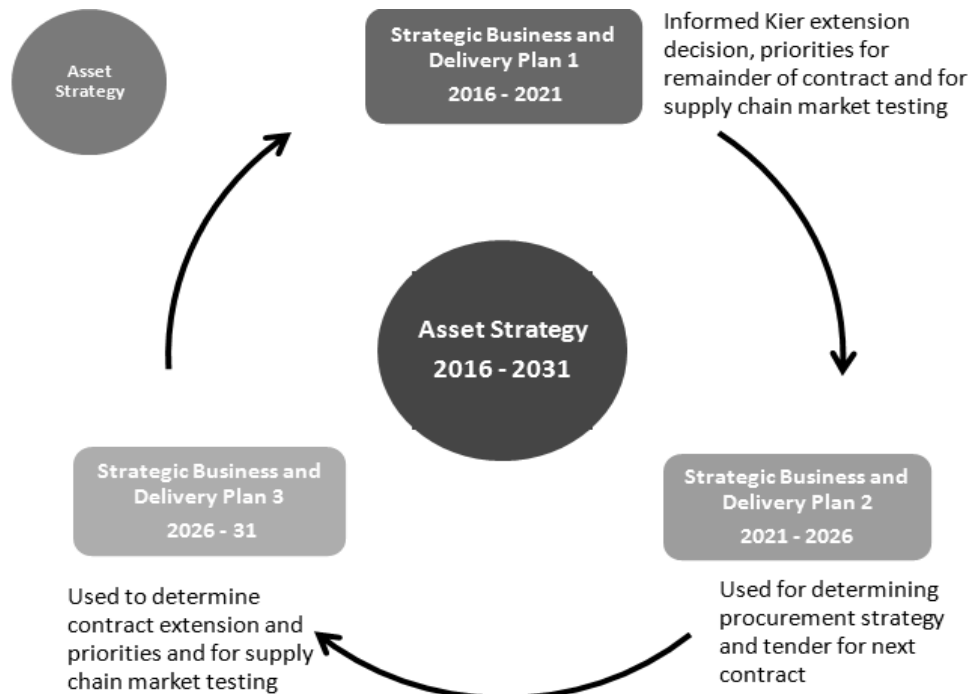 Asset
Strategy
Strategic Business and
Delivery Plan 1
2016 - 2021
Informed Kier extension
decision, priorities for
remainder of contract and for
supply chain market testing
Asset Strategy
2016 - 2031
Strategic Business and
Delivery Plan 3
2026 - 31
Strategic Business and
Delivery Plan 2
2021 - 2026
Used to determine
contract extension and
priorities and for supply
chain market testing
Used for determining
procurement strategy
and tender for next
contract